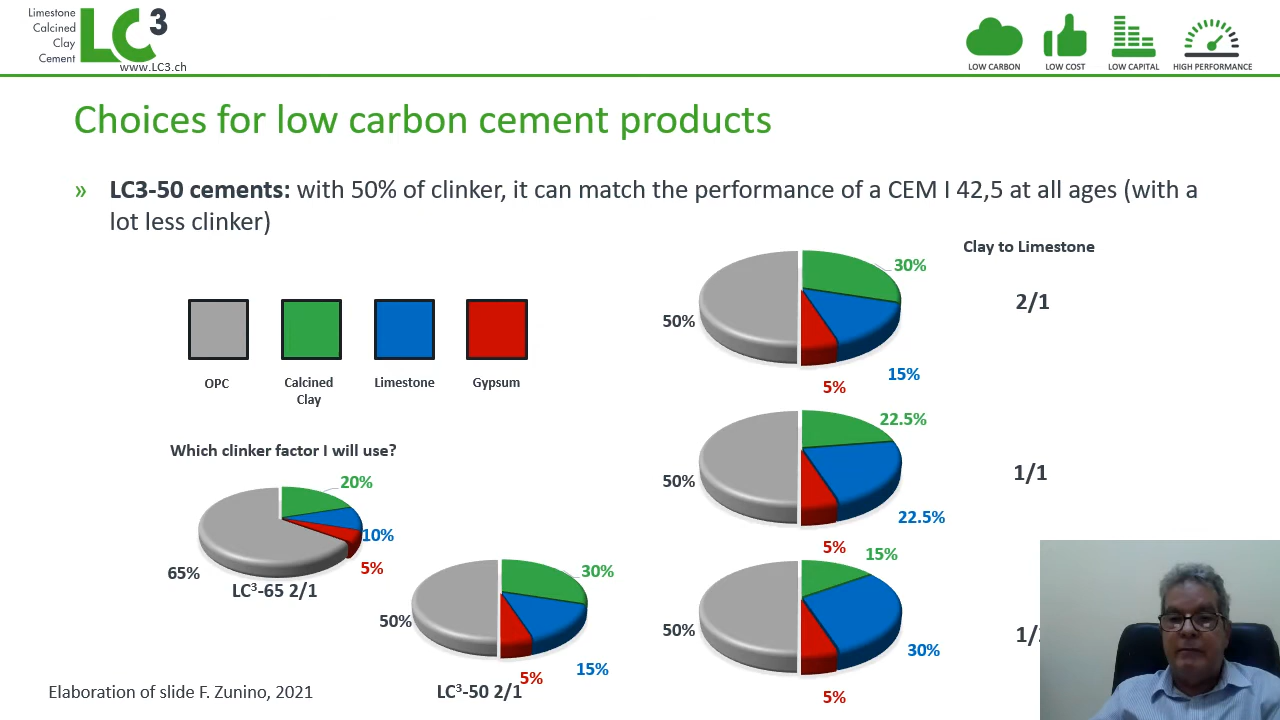 Limestone
Calcined
Clay
Cement
LC3
www.LC3.ch
LOW CARBON
LOW COST
LOW CAPITAL
HIGH PERFORMANCE
Choices for low carbon cement products
» LC3-50 cements: with 50% of clinker, it can match the performance of a CEM I 42,5 at all ages (with a
lot less clinker)
OPC
Calcined
Clay
Limestone
Gypsum
Which clinker factor I will use?
20%
10%
5%
65%
LC³-65 2/1
30%
50%
15%
5%
LC³-50 2/1
Clay to Limestone
30%
50%
15%
5%
2/1
22.5%
50%
22.5%
5%
1/1
15%
50%
30%
5%
1/
Elaboration of slide F. Zunino, 2021